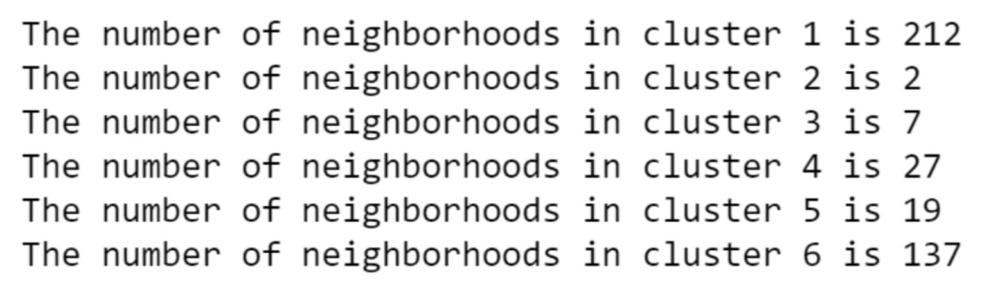 The number of neighborhoods in cluster 1 is 212
The number of neighborhoods in cluster 2 is 2
The number of neighborhoods in cluster 3 is 7
The number of neighborhoods in cluster 4 is 27
The number of neighborhoods in cluster 5 is 19
The number of neighborhoods in cluster 6 is 137